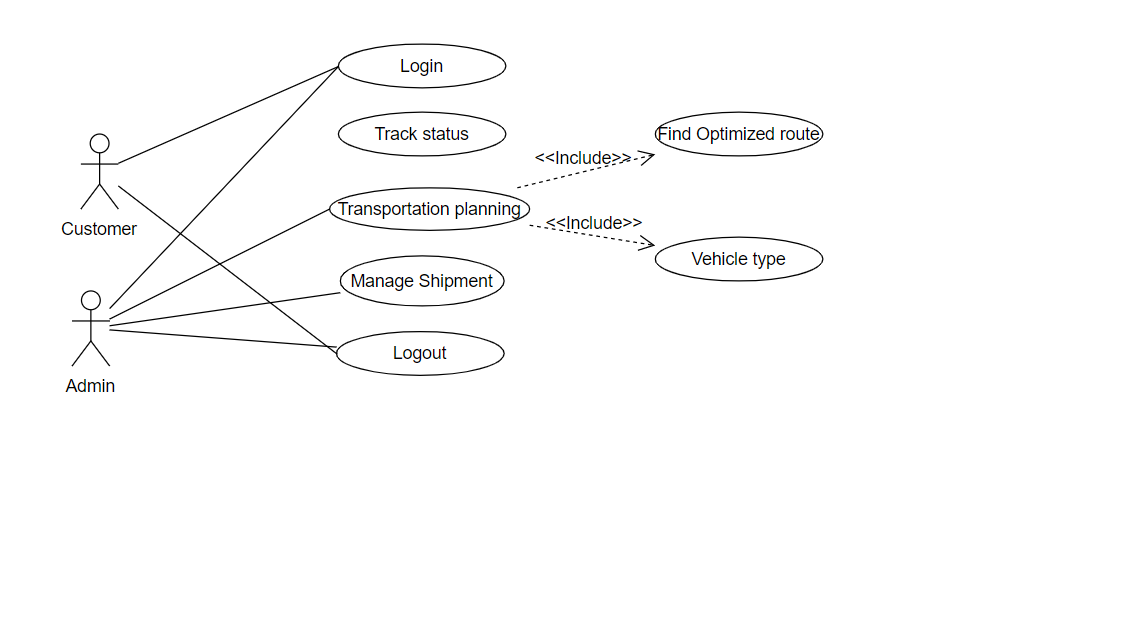 Login
Track status
Find Optimized route
<<Include>>
Transportation planning
<<Include>>
Customer
Vehicle type
Manage Shipment
Logout
Admin